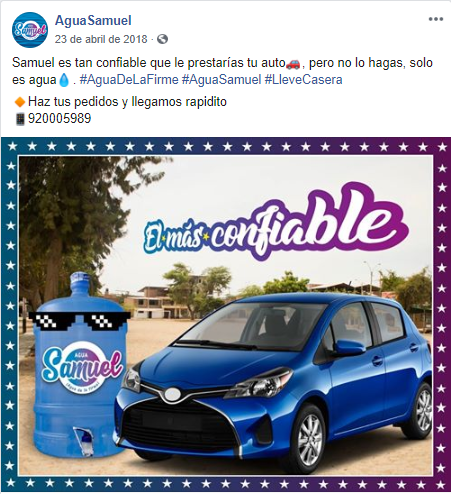 AguaSamuel
23 de abril de 2018 ·
Samuel es tan confiable que le prestarías tu auto🚗, pero no lo hagas, solo
es agua💧. #AguaDeLaFirme #AguaSamuel #LleveCasera
🔸Haz tus pedidos y llegamos rapidito
📱920005989
El más confiable
AGUA
Samuel